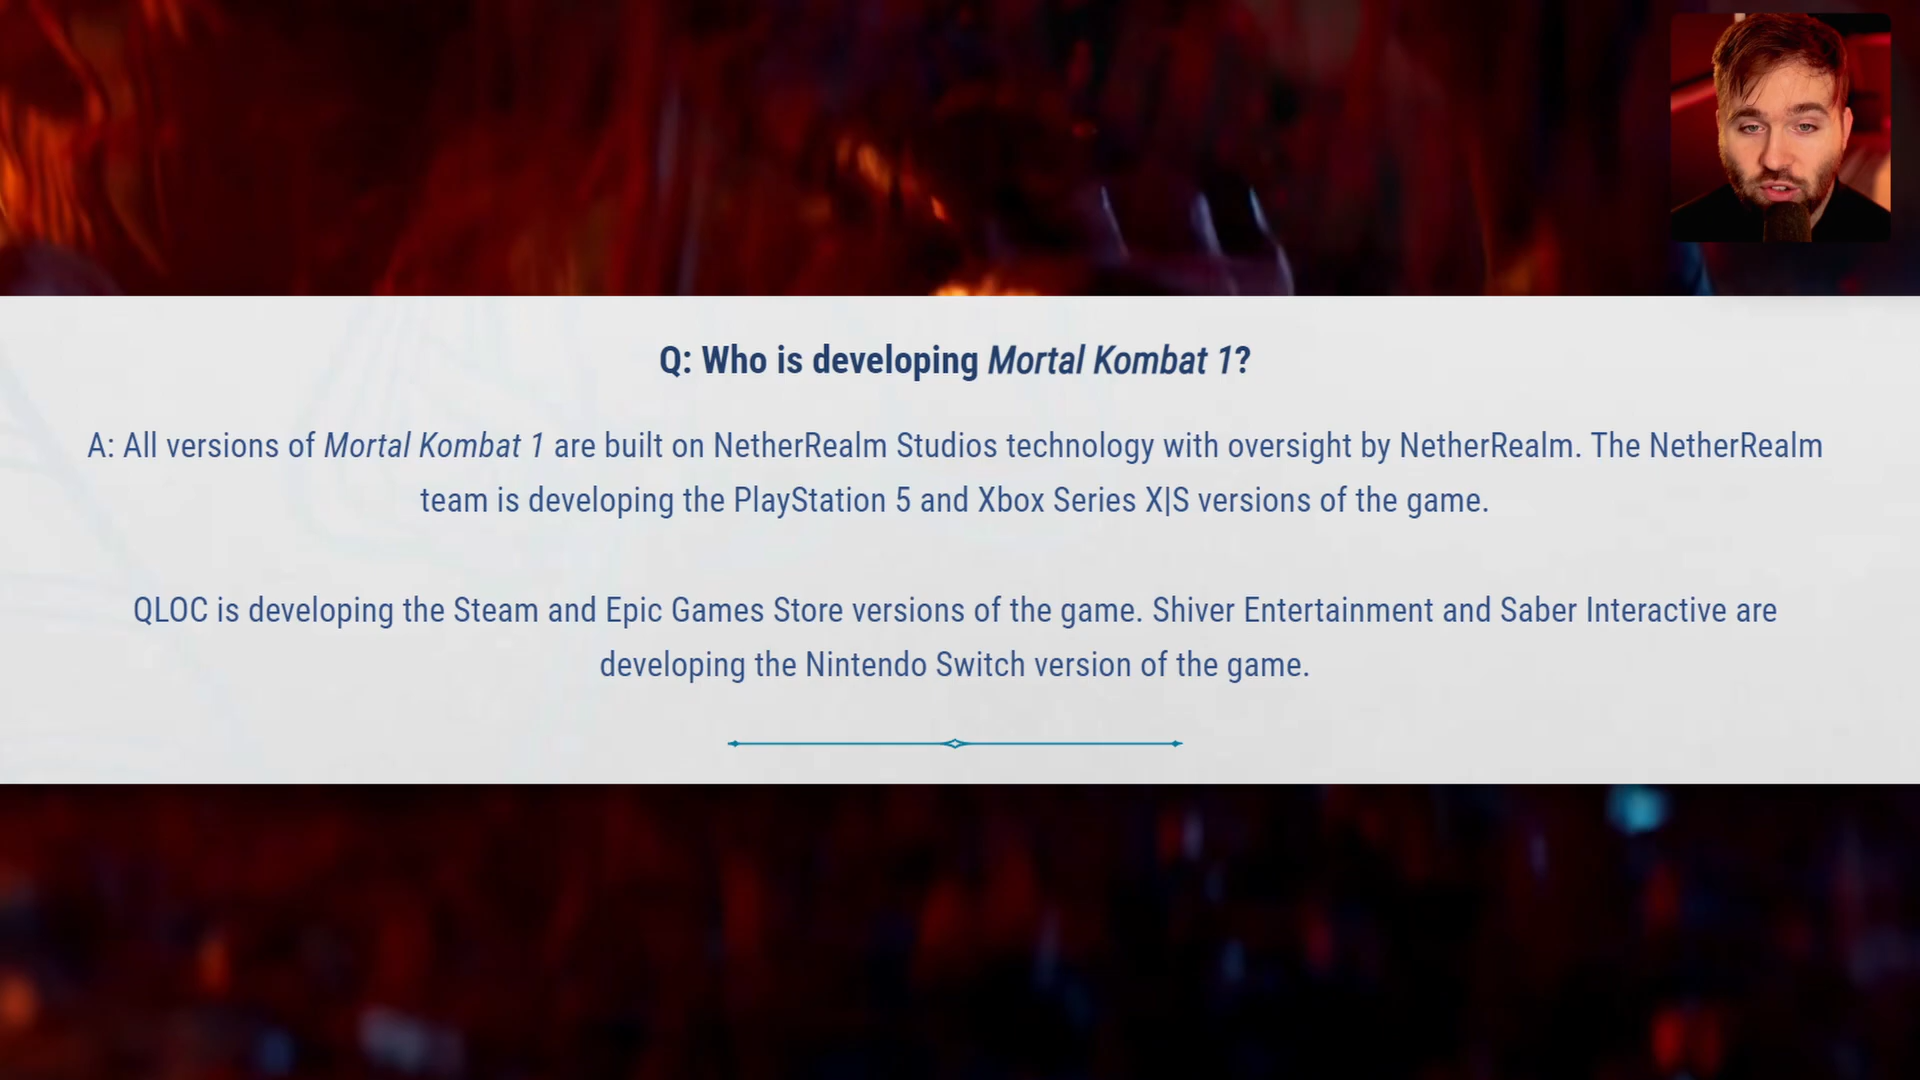 Q: Who is developing Mortal Kombat 1?
A: All versions of Mortal Kombat 1 are built on NetherRealm Studios technology with oversight by NetherRealm. The NetherRealm
team is developing the PlayStation 5 and Xbox Series X|S versions of the game.
QLOC is developing the Steam and Epic Games Store versions of the game. Shiver Entertainment and Saber Interactive are
developing the Nintendo Switch version of the game.